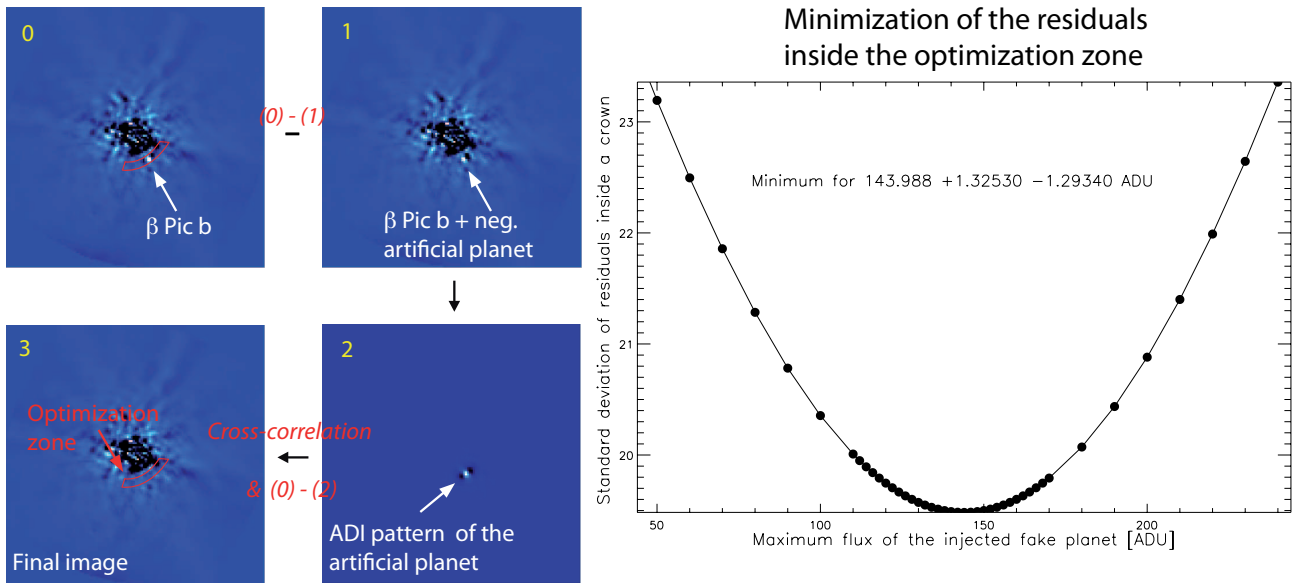 0
β Pic b
(0) - (1)
1
β Pic b + neg.
artificial planet
3
Optimization
zone
Final image
Cross-correlation
& (0) - (2)
2
ADI pattern of the
artificial planet
Minimization of the residuals
inside the optimization zone
Standard deviation of residuals inside a crown
23
22
21
20
Minimum for 143.988 +1.32530 −1.29340 ADU
50
100
150
200
Maximum flux of the injected fake planet [ADU]